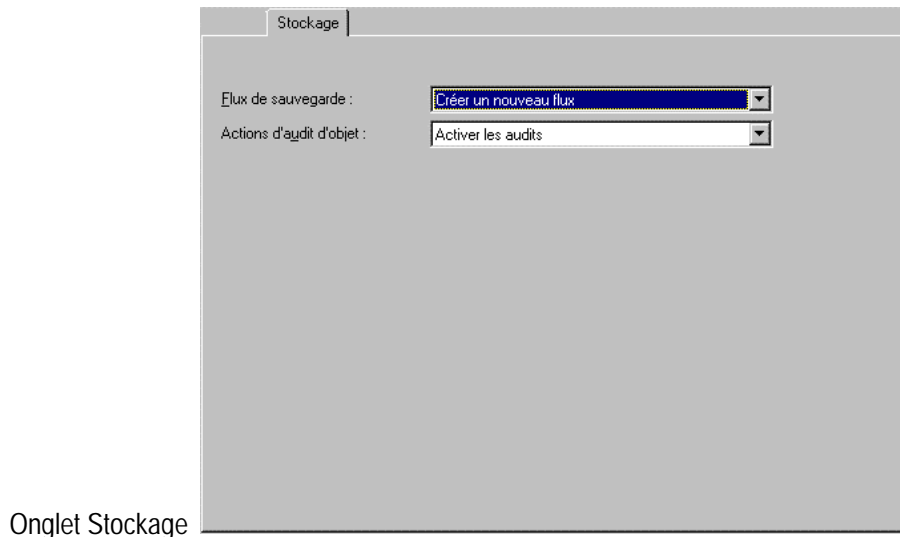 Stockage
Flux de sauvegarde :
Créer un nouveau flux
Actions d'audit d'objet :
Activer les audits
Onglet Stockage